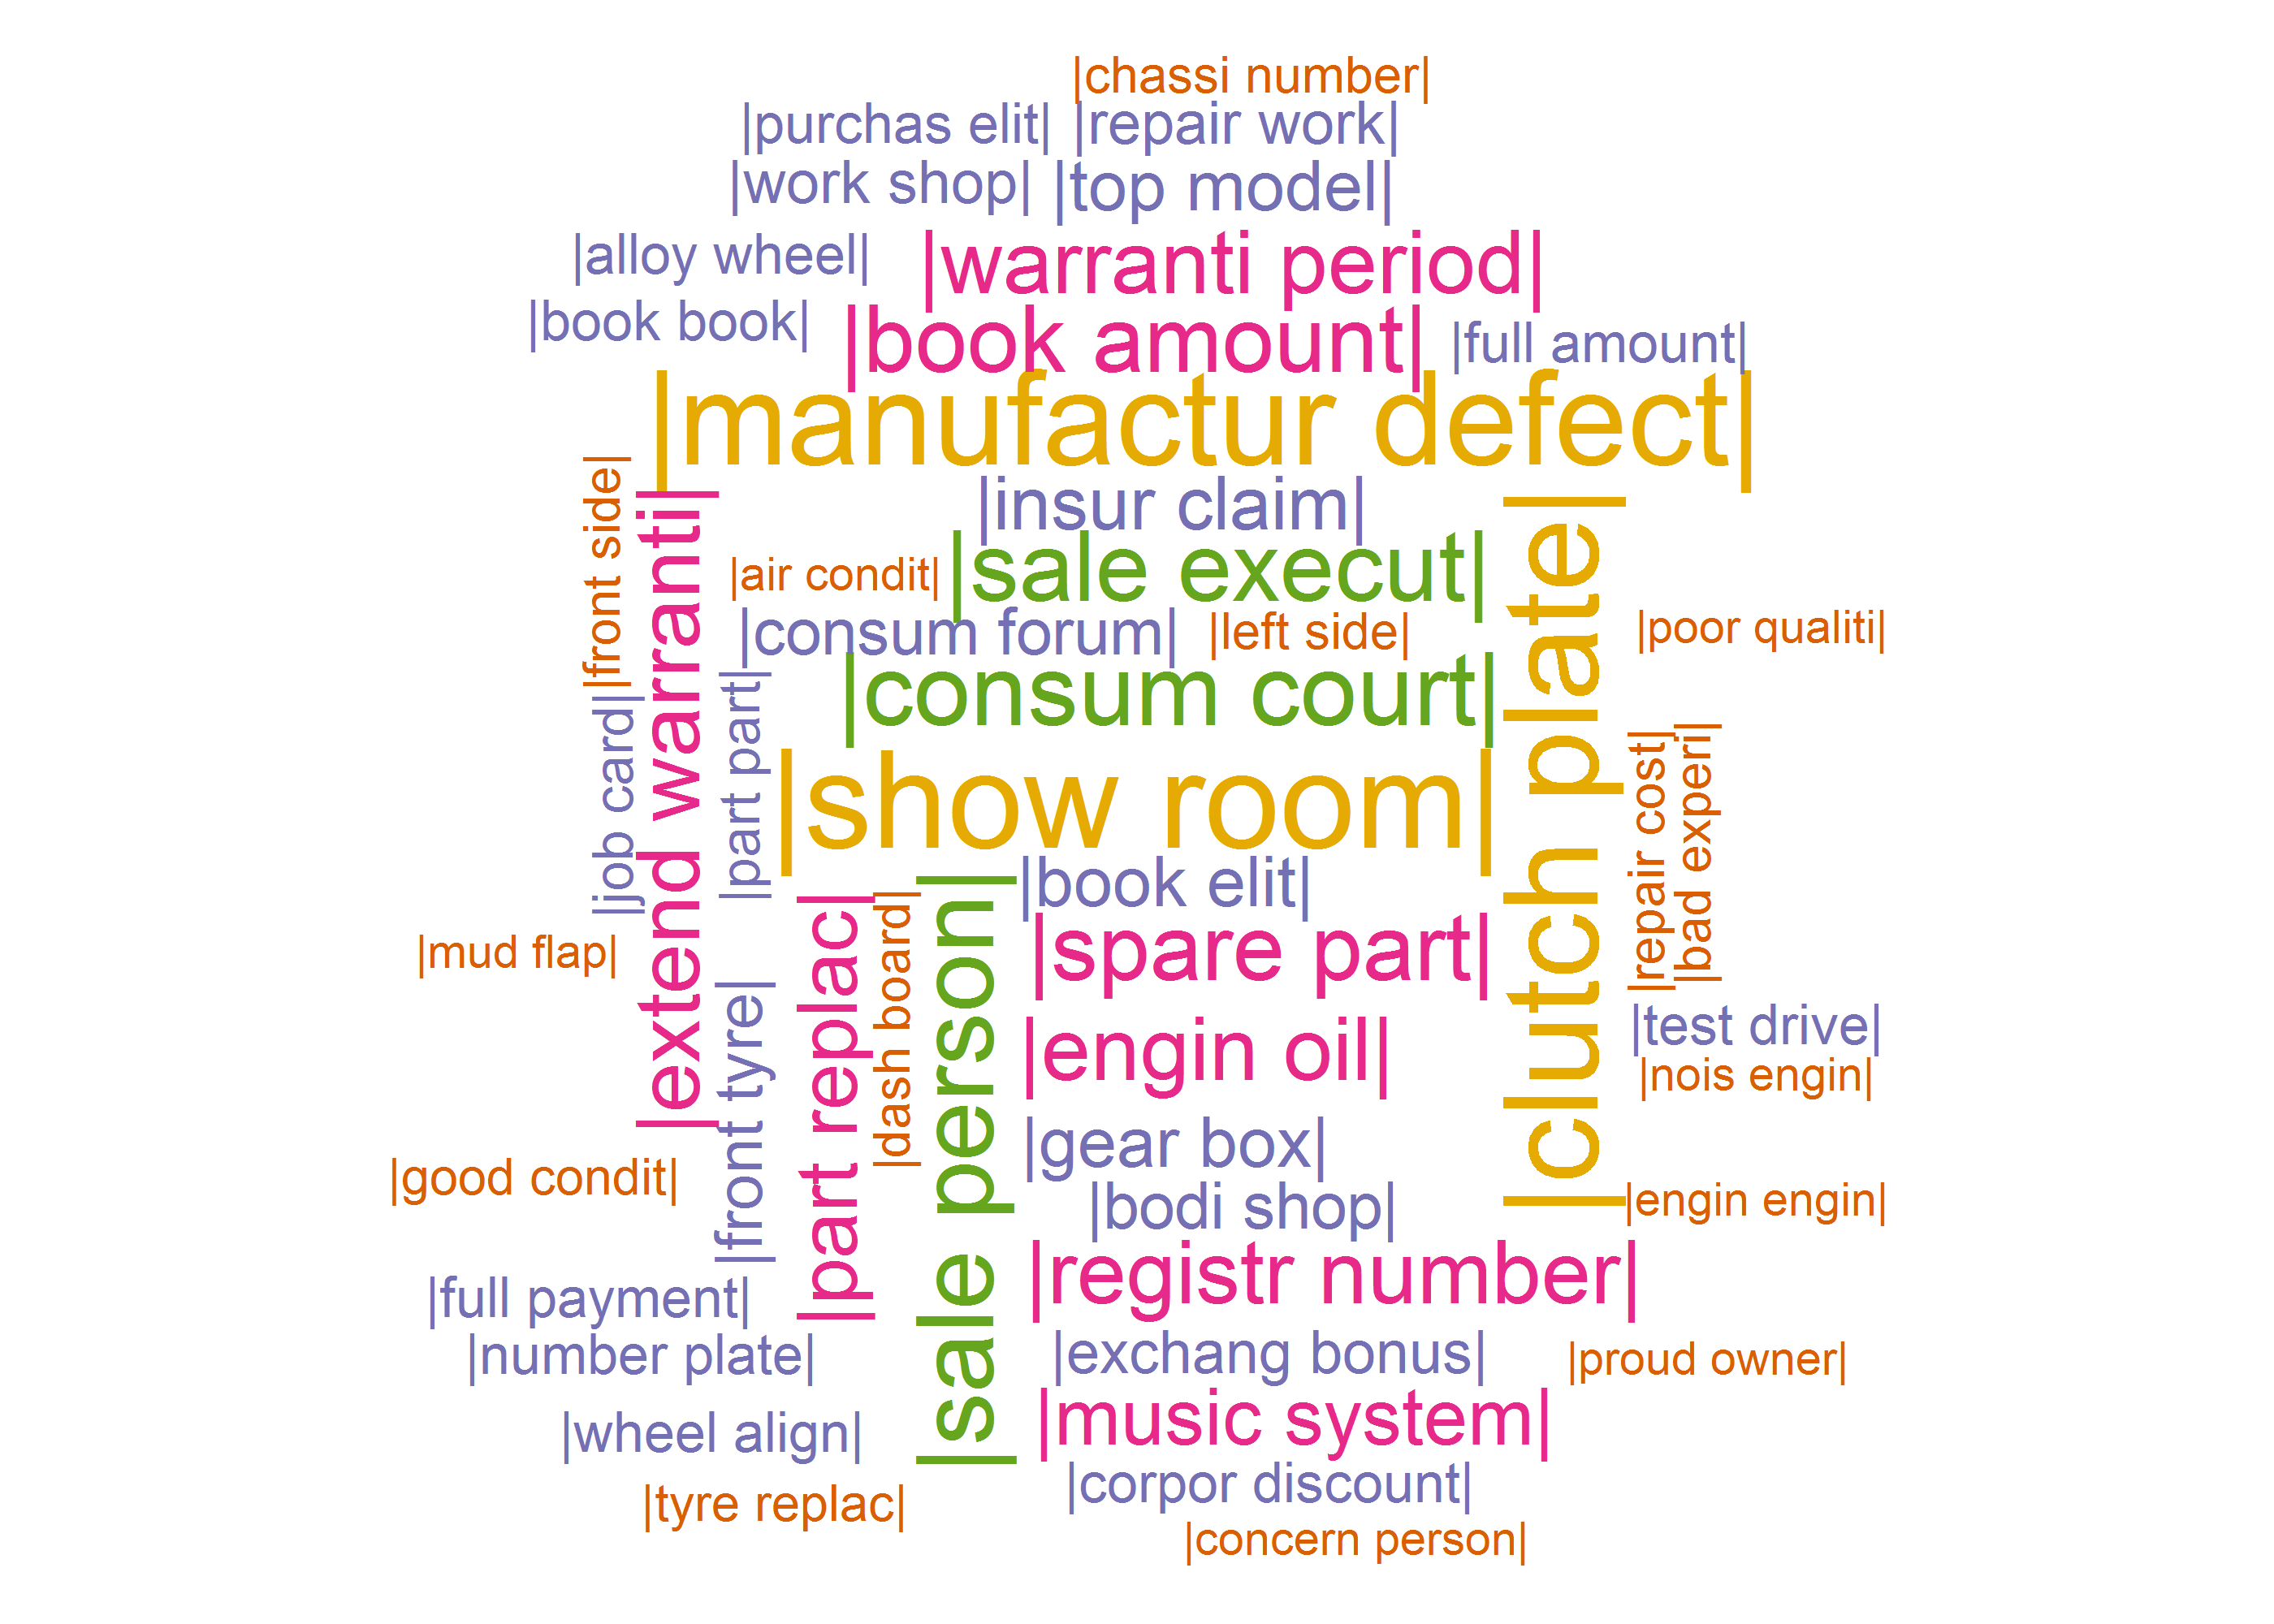 |chassi number|
|purchas elit|
|repair work|
|work shop|
|top model|
|alloy wheel|
|warranti period|
|book book|
|book amount|
|full amount|
|manufactur defect|
|front side|
|extend warranti|
|insur claim|
|clutch plate|
|air condit|
|sale execut|
|consum forum|
|left side|
|poor qualiti|
|consum court|
|job card|
|part part|
|show room|
|repair cost|
|bad experi|
|book elit|
|mud flap|
|part replac|
|dash board|
|sale person|
|spare part|
|front tyre|
|engin oil|
|test drive|
|nois engin|
|gear box|
|good condit|
|bodi shop|
|engin engin|
|registr number|
|full payment|
|number plate|
|exchang bonus|
|proud owner|
|music system|
|wheel align|
|corpor discount|
|tyre replac|
|concern person|